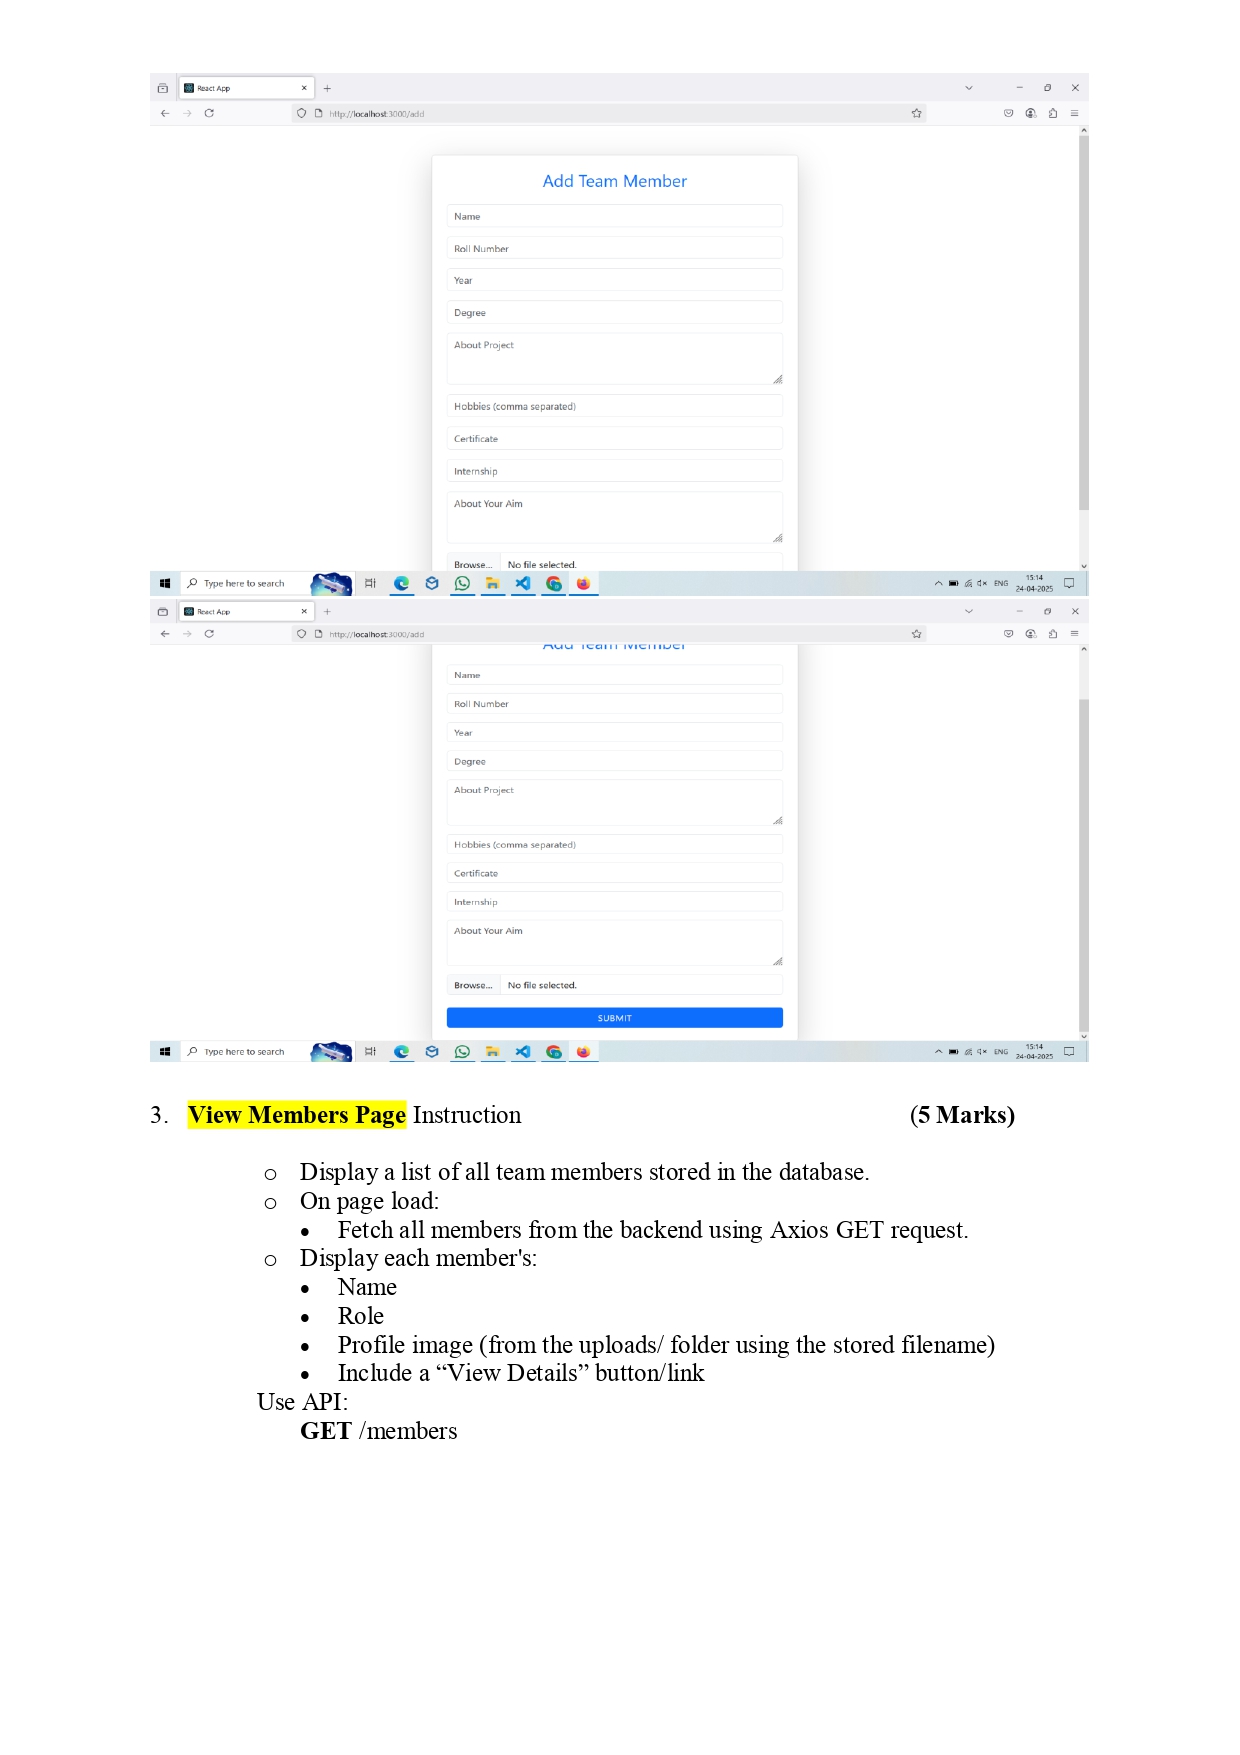 React App
http://localhost:3000/add
Add Team Member
Name
Roll Number
Year
Degree
About Project
Hobbies (comma separated)
Certificate
Internship
About Your Aim
Browse... No file selected.
Type here to search
ENG
15:14
24-04-2025
React App
http://localhost:3000/add
Add Team Member
Name
Roll Number
Year
Degree
About Project
Hobbies (comma separated)
Certificate
Internship
About Your Aim
Browse... No file selected.
SUBMIT
Type here to search
ENG
15:14
24-04-2025
3. View Members Page Instruction (5 Marks)
o Display a list of all team members stored in the database.
o On page load:
• Fetch all members from the backend using Axios GET request.
o Display each member's:
• Name
• Role
• Profile image (from the uploads/ folder using the stored filename)
• Include a “View Details” button/link
Use API:
GET /members